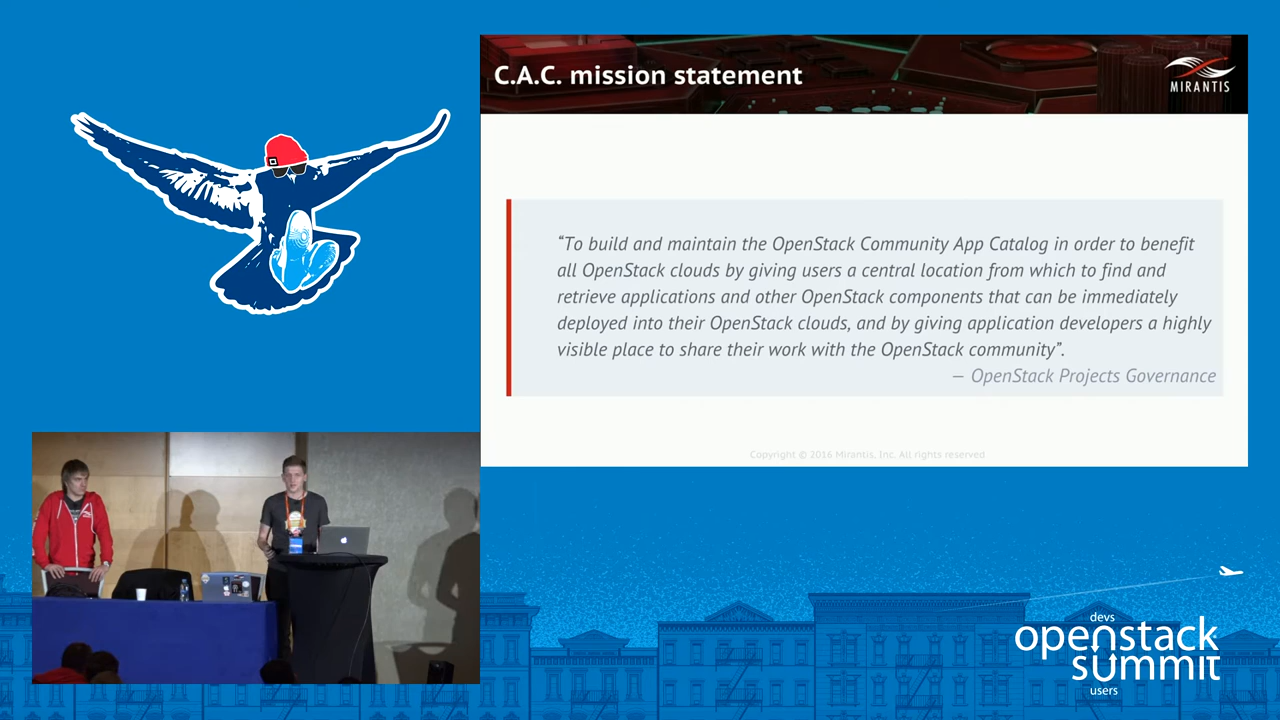 C.A.C. mission statement
MIRANTIS
“To build and maintain the OpenStack Community App Catalog in order to benefit
all OpenStack clouds by giving users a central location from which to find and
retrieve applications and other OpenStack components that can be immediately
deployed into their OpenStack clouds, and by giving application developers a highly
visible place to share their work with the OpenStack community”.
— OpenStack Projects Governance
Copyright © 2016 Mirantis, Inc. All rights reserved
devs
openstack
summit
users